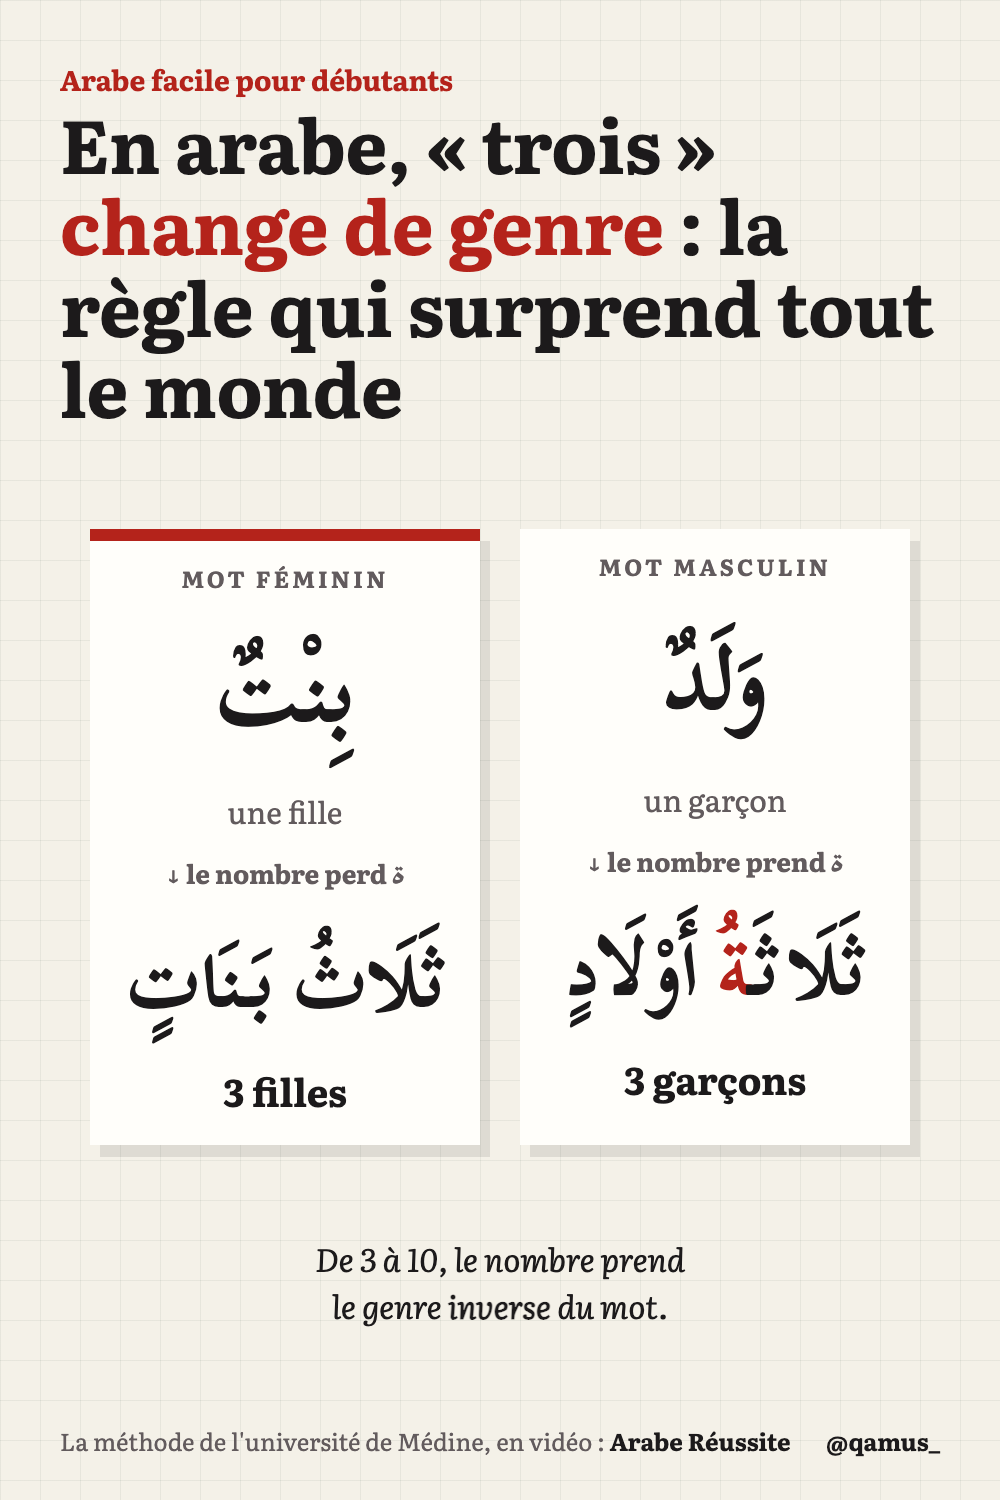 Arabe facile pour débutants
En arabe, « trois »
change de genre : la
règle qui surprend tout
le monde
MOT FÉMININ
بِنْتٌ
une fille
↓ le nombre perd ة
ثَلَاثُ بَنَاتٍ
3 filles
MOT MASCULIN
وَلَدٌ
un garçon
↓ le nombre prend ة
ثَلَاثَةُ أَوْلَادٍ
3 garçons
De 3 à 10, le nombre prend
le genre inverse du mot.
La méthode de l'université de Médine, en vidéo : Arabe Réussite @qamus_